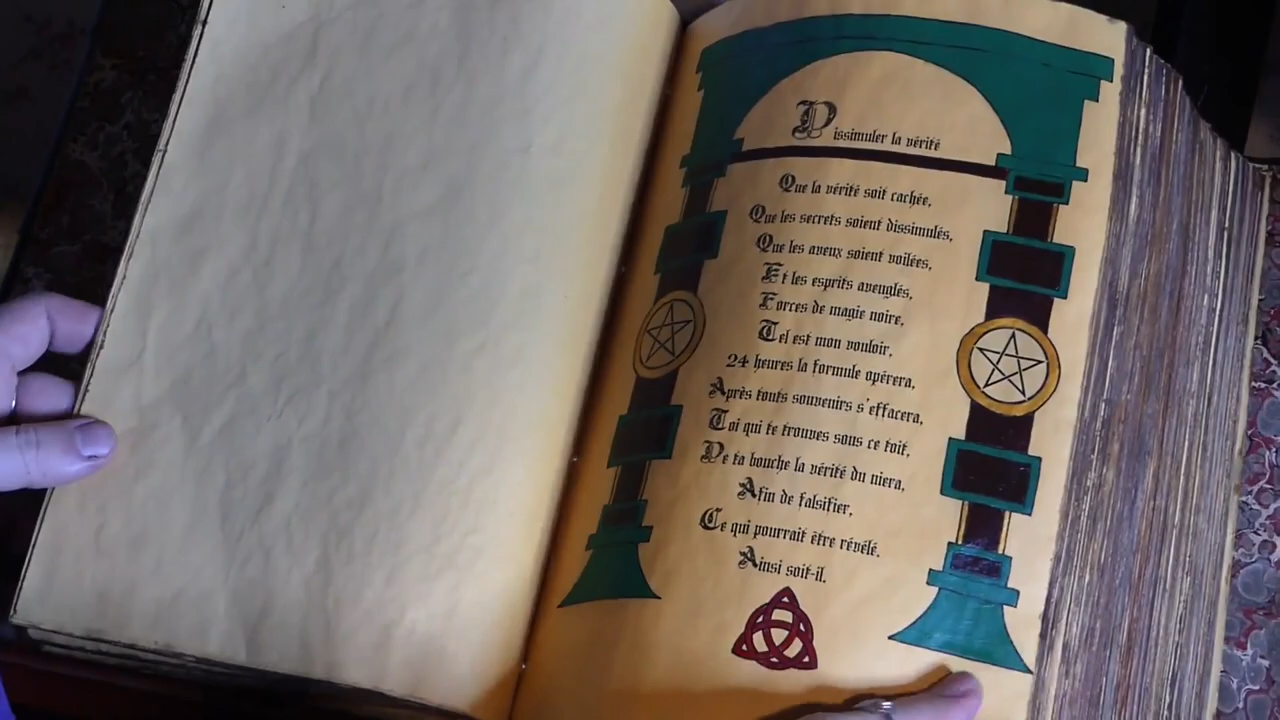 Dissimuler la vérité
Que la vérité soit cachée,
Que les secrets soient dissimulés,
Que les aveux soient voilées,
Et les esprits aveuglés,
Forces de magie noire,
Tel est mon vouloir,
24 heures la formule opérera,
Après touts souvenirs s'effacera,
Toi qui te trouves sous ce toit,
De ta bouche la vérité du niera,
Afin de falsifier,
Ce qui pourrait être révélé.
Ainsi soit-il.